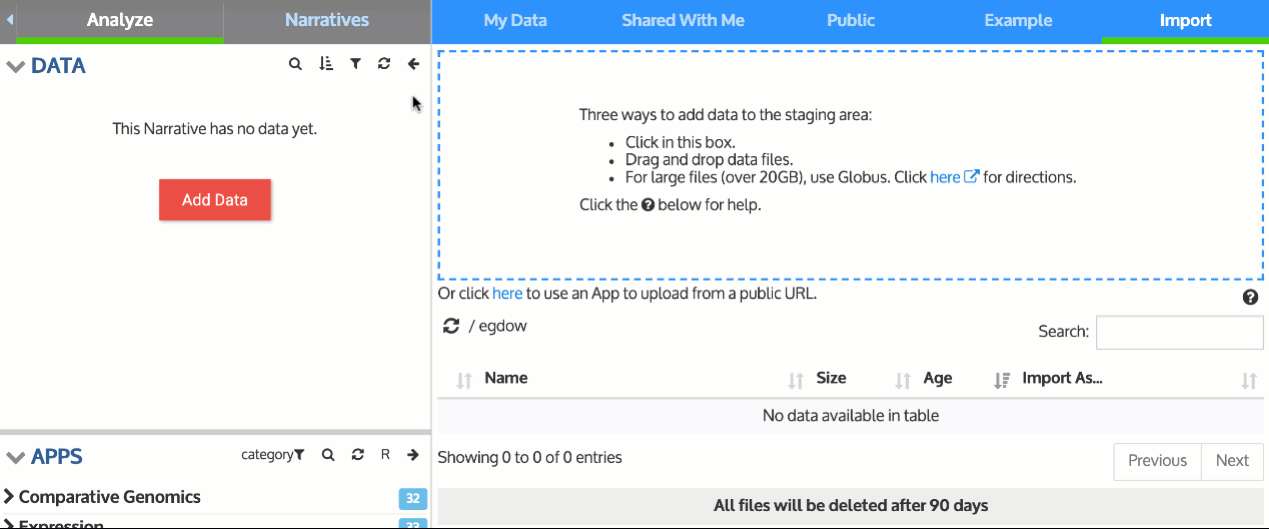 Analyze Narratives
My Data Shared With Me Public Example Import
DATA
This Narrative has no data yet.
Add Data
Three ways to add data to the staging area:
• Click in this box.
• Drag and drop data files.
• For large files (over 20GB), use Globus. Click here for directions.
Click the ? below for help.
Or click here to use an App to upload from a public URL.
/ egdow
Search:
Name Size Age Import As...
No data available in table
Showing 0 to 0 of 0 entries
Previous Next
All files will be deleted after 90 days
APPS category R
Comparative Genomics 32
Expression 33